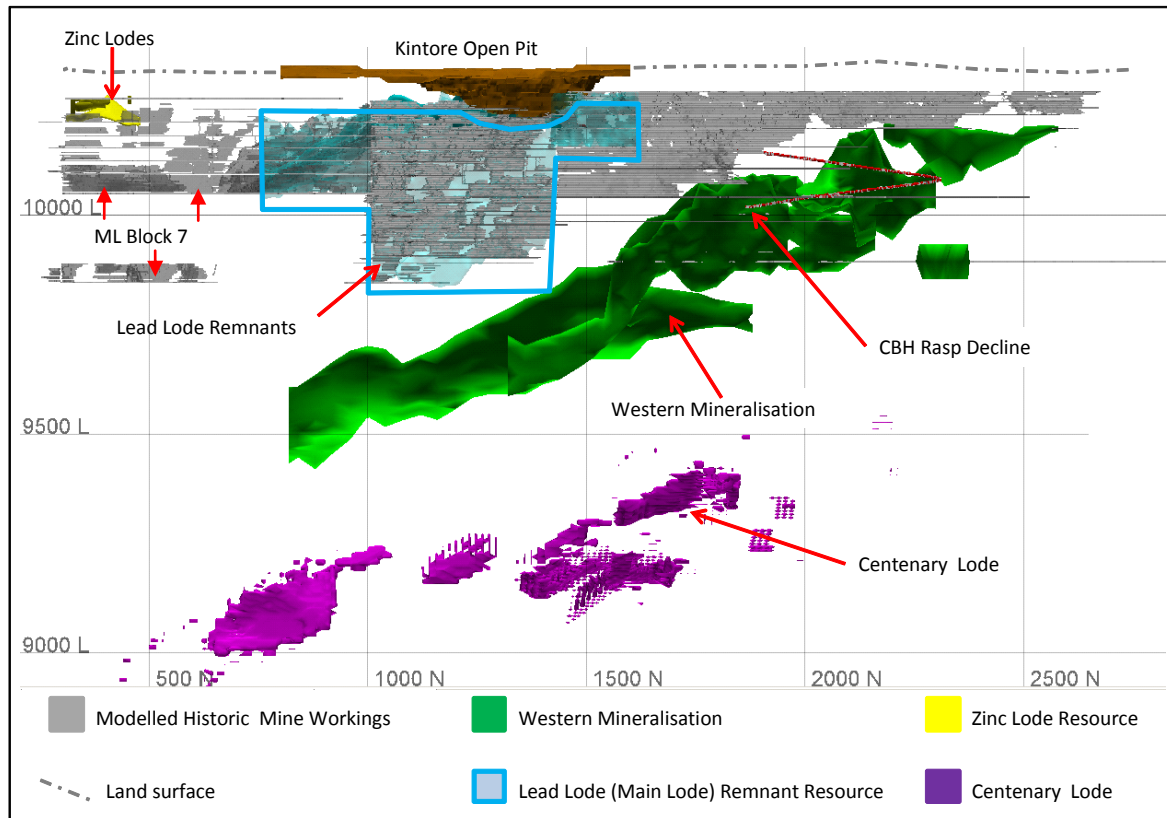 Zinc Lodes
Kintore Open Pit
10000 L
ML Block 7
Lead Lode Remnants
CBH Rasp Decline
Western Mineralisation
9500 L
Centenary Lode
9000 L
500 N
1000 N
1500 N
2000 N
2500 N
Modelled Historic Mine Workings
Western Mineralisation
Zinc Lode Resource
Land surface
Lead Lode (Main Lode) Remnant Resource
Centenary Lode